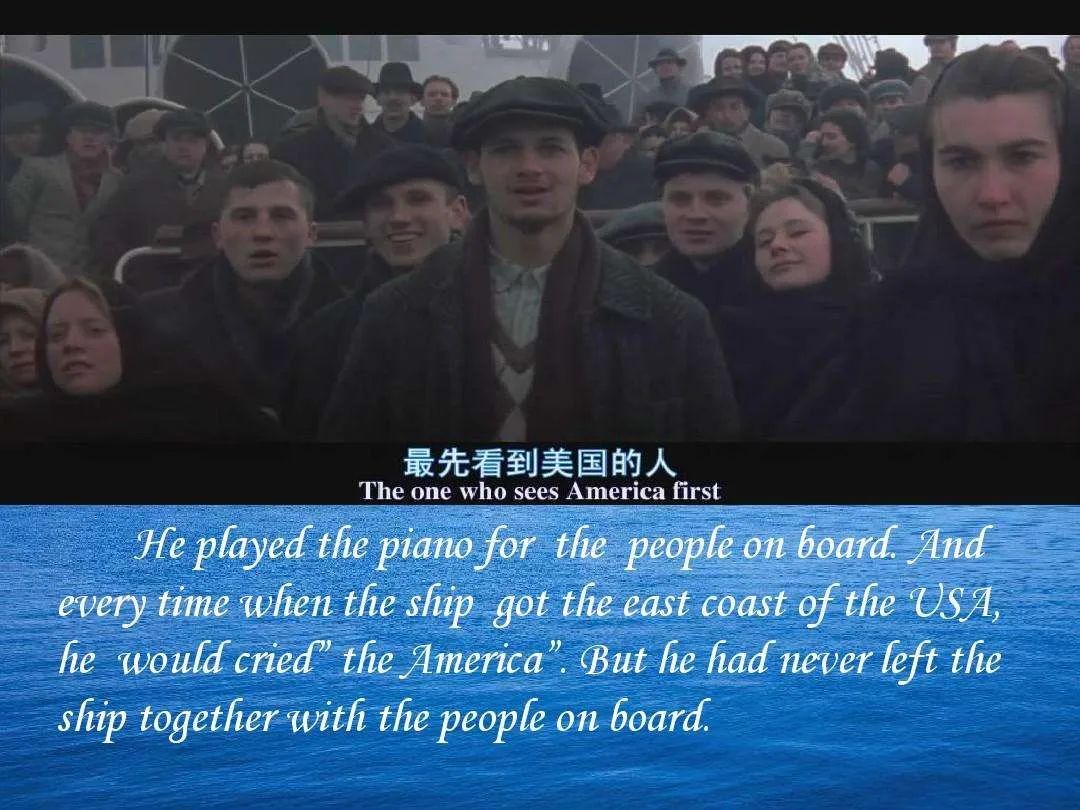 最先看到美国的人
The one who sees America first
He played the piano for the people on board. And
every time when the ship got the east coast of the USA,
he would cried” the America”. But he had never left the
ship together with the people on board.